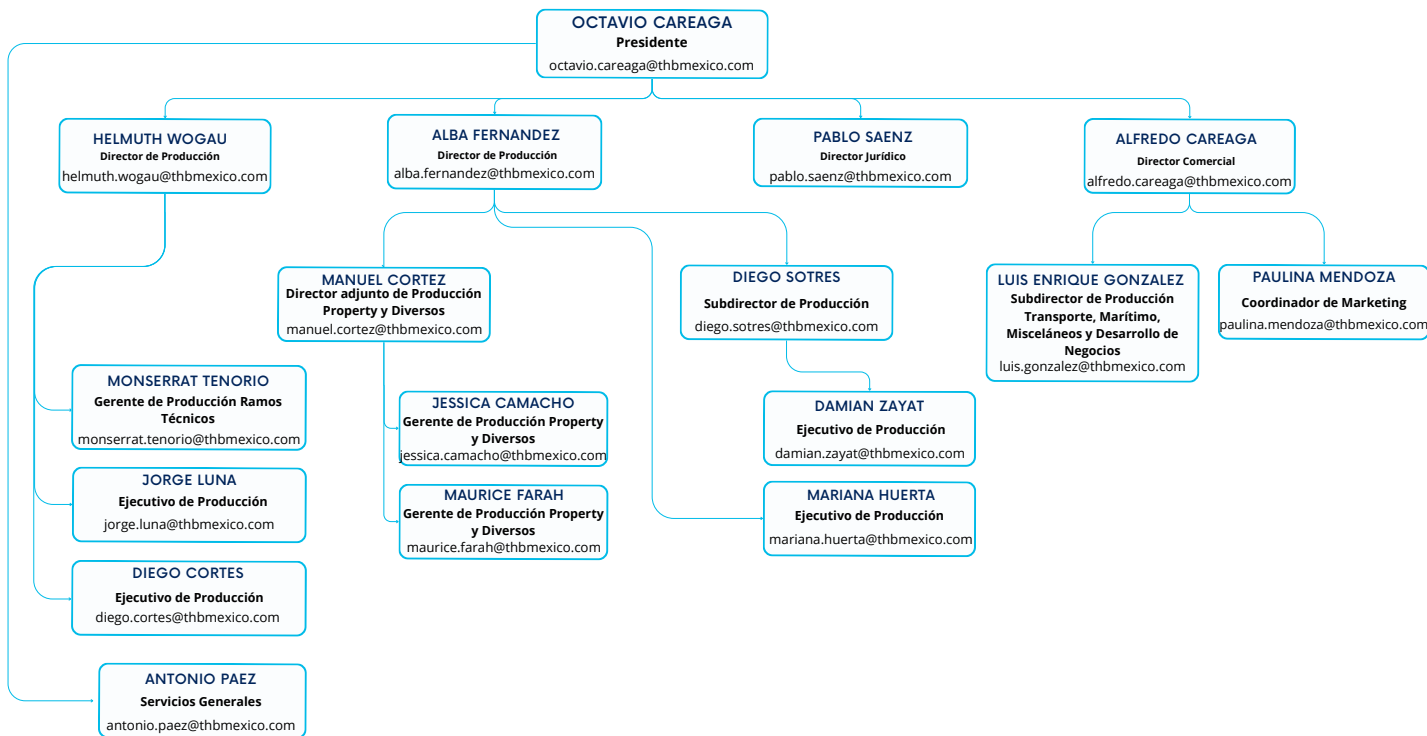 OCTAVIO CAREAGA
Presidente
octavio.careaga@thbmexico.com
HELMUTH WOGAU
Director de Producción
helmuth.wogau@thbmexico.com
ALBA FERNANDEZ
Director de Producción
alba.fernandez@thbmexico.com
PABLO SAENZ
Director Jurídico
pablo.saenz@thbmexico.com
ALFREDO CAREAGA
Director Comercial
alfredo.careaga@thbmexico.com
MANUEL CORTEZ
Director adjunto de Producción
Property y Diversos
manuel.cortez@thbmexico.com
DIEGO SOTRES
Subdirector de Producción
diego.sotres@thbmexico.com
LUIS ENRIQUE GONZALEZ
Subdirector de Producción
Transporte, Marítimo,
Misceláneos y Desarrollo de
Negocios
luis.gonzalez@thbmexico.com
PAULINA MENDOZA
Coordinador de Marketing
paulina.mendoza@thbmexico.com
MONSERRAT TENORIO
Gerente de Producción Ramos
Técnicos
monserrat.tenorio@thbmexico.com
JESSICA CAMACHO
Gerente de Producción Property
y Diversos
jessica.camacho@thbmexico.com
DAMIAN ZAYAT
Ejecutivo de Producción
damian.zayat@thbmexico.com
JORGE LUNA
Ejecutivo de Producción
jorge.luna@thbmexico.com
MAURICE FARAH
Gerente de Producción Property
y Diversos
maurice.farah@thbmexico.com
MARIANA HUERTA
Ejecutivo de Producción
mariana.huerta@thbmexico.com
DIEGO CORTES
Ejecutivo de Producción
diego.cortes@thbmexico.com
ANTONIO PAEZ
Servicios Generales
antonio.paez@thbmexico.com